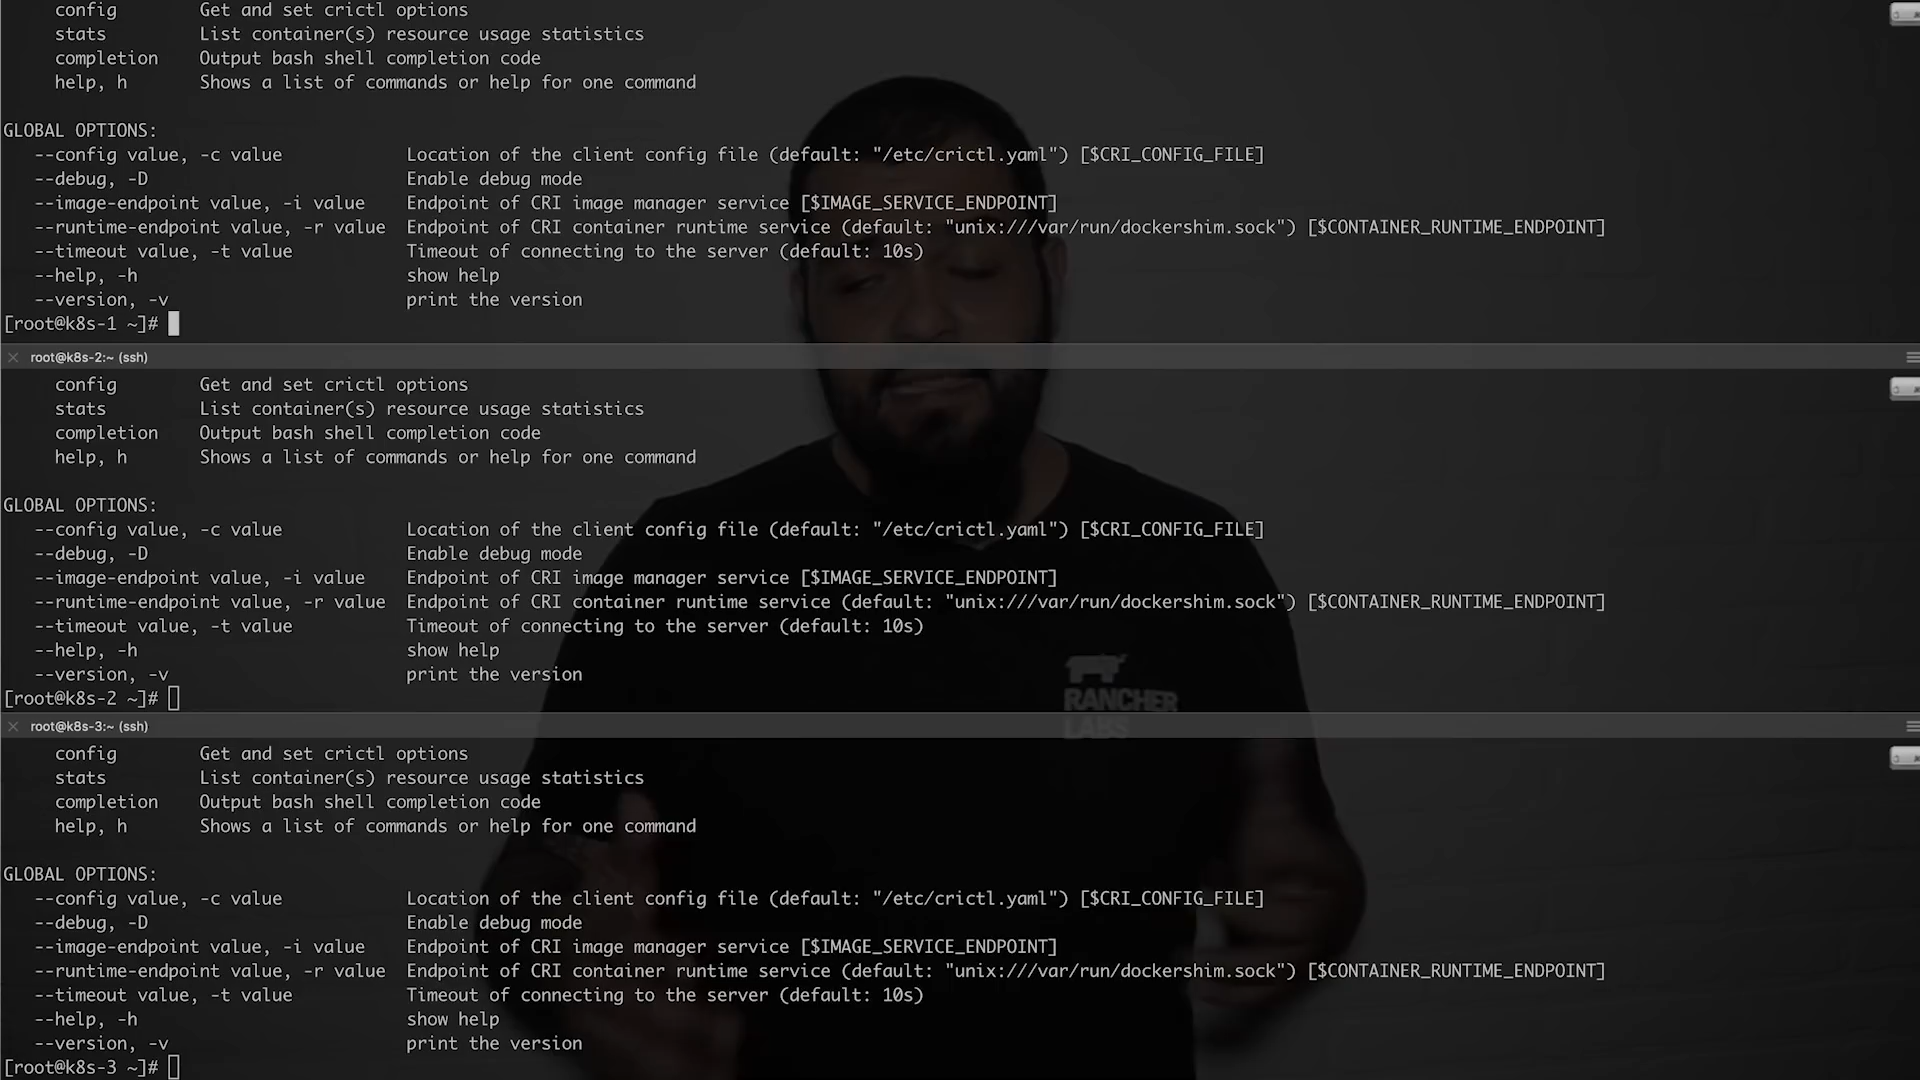 config Get and set crictl options
stats List container(s) resource usage statistics
completion Output bash shell completion code
help, h Shows a list of commands or help for one command
GLOBAL OPTIONS:
--config value, -c value Location of the client config file (default: "/etc/crictl.yaml") [$CRI_CONFIG_FILE]
--debug, -D Enable debug mode
--image-endpoint value, -i value Endpoint of CRI image manager service [$IMAGE_SERVICE_ENDPOINT]
--runtime-endpoint value, -r value Endpoint of CRI container runtime service (default: "unix:///var/run/dockershim.sock") [$CONTAINER_RUNTIME_ENDPOINT]
--timeout value, -t value Timeout of connecting to the server (default: 10s)
--help, -h show help
--version, -v print the version
[root@k8s-1 ~]#
root@k8s-2:~ (ssh)
config Get and set crictl options
stats List container(s) resource usage statistics
completion Output bash shell completion code
help, h Shows a list of commands or help for one command
GLOBAL OPTIONS:
--config value, -c value Location of the client config file (default: "/etc/crictl.yaml") [$CRI_CONFIG_FILE]
--debug, -D Enable debug mode
--image-endpoint value, -i value Endpoint of CRI image manager service [$IMAGE_SERVICE_ENDPOINT]
--runtime-endpoint value, -r value Endpoint of CRI container runtime service (default: "unix:///var/run/dockershim.sock") [$CONTAINER_RUNTIME_ENDPOINT]
--timeout value, -t value Timeout of connecting to the server (default: 10s)
--help, -h show help
--version, -v print the version
[root@k8s-2 ~]#
RANCHER
LABS
root@k8s-3:~ (ssh)
config Get and set crictl options
stats List container(s) resource usage statistics
completion Output bash shell completion code
help, h Shows a list of commands or help for one command
GLOBAL OPTIONS:
--config value, -c value Location of the client config file (default: "/etc/crictl.yaml") [$CRI_CONFIG_FILE]
--debug, -D Enable debug mode
--image-endpoint value, -i value Endpoint of CRI image manager service [$IMAGE_SERVICE_ENDPOINT]
--runtime-endpoint value, -r value Endpoint of CRI container runtime service (default: "unix:///var/run/dockershim.sock") [$CONTAINER_RUNTIME_ENDPOINT]
--timeout value, -t value Timeout of connecting to the server (default: 10s)
--help, -h show help
--version, -v print the version
[root@k8s-3 ~]#